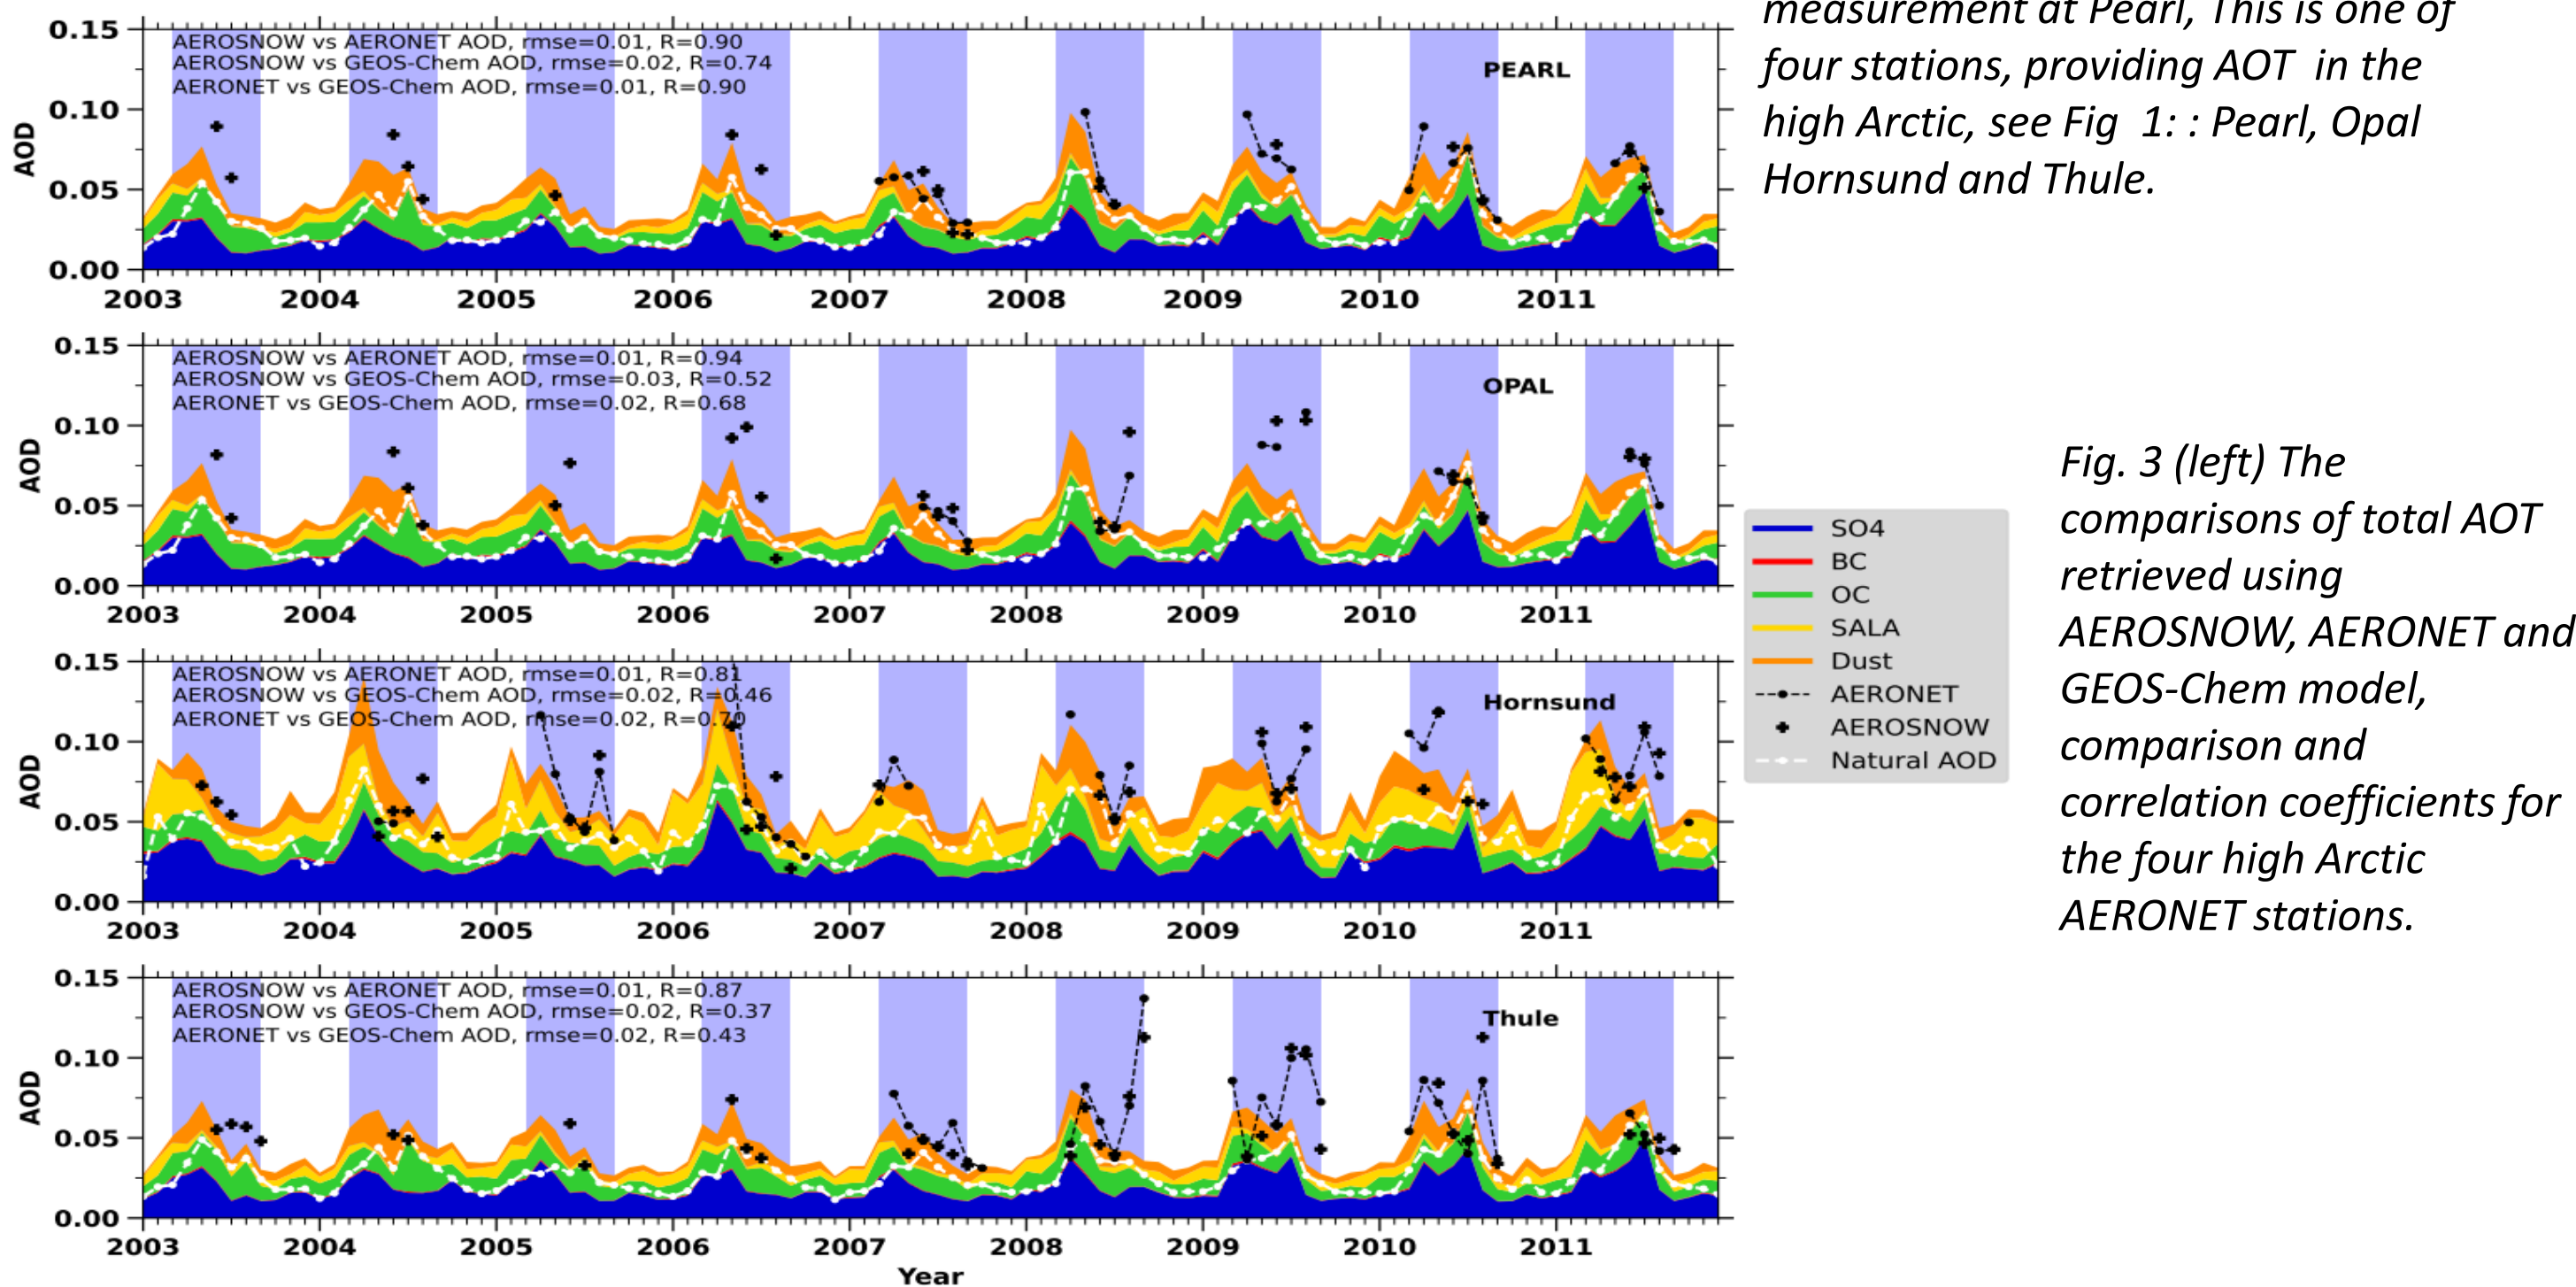 measurement at Pearl, This is one of
four stations, providing AOT in the
high Arctic, see Fig 1: : Pearl, Opal
Hornsund and Thule.
AEROSNOW vs AERONET AOD, rmse=0.01, R=0.90
AEROSNOW vs GEOS-Chem AOD, rmse=0.02, R=0.74
AERONET vs GEOS-Chem AOD, rmse=0.01, R=0.90
PEARL
AOD
0.15
0.10
0.05
0.00
2003 2004 2005 2006 2007 2008 2009 2010 2011
AEROSNOW vs AERONET AOD, rmse=0.01, R=0.94
AEROSNOW vs GEOS-Chem AOD, rmse=0.03, R=0.52
AERONET vs GEOS-Chem AOD, rmse=0.02, R=0.68
OPAL
AOD
0.15
0.10
0.05
0.00
2003 2004 2005 2006 2007 2008 2009 2010 2011
AEROSNOW vs AERONET AOD, rmse=0.01, R=0.81
AEROSNOW vs GEOS-Chem AOD, rmse=0.02, R=0.46
AERONET vs GEOS-Chem AOD, rmse=0.02, R=0.70
Hornsund
AOD
0.15
0.10
0.05
0.00
2003 2004 2005 2006 2007 2008 2009 2010 2011
AEROSNOW vs AERONET AOD, rmse=0.01, R=0.87
AEROSNOW vs GEOS-Chem AOD, rmse=0.02, R=0.37
AERONET vs GEOS-Chem AOD, rmse=0.02, R=0.43
Thule
AOD
0.15
0.10
0.05
0.00
2003 2004 2005 2006 2007 2008 2009 2010 2011
Year
SO4
BC
OC
SALA
Dust
AERONET
AEROSNOW
Natural AOD
Fig. 3 (left) The
comparisons of total AOT
retrieved using
AEROSNOW, AERONET and
GEOS-Chem model,
comparison and
correlation coefficients for
the four high Arctic
AERONET stations.